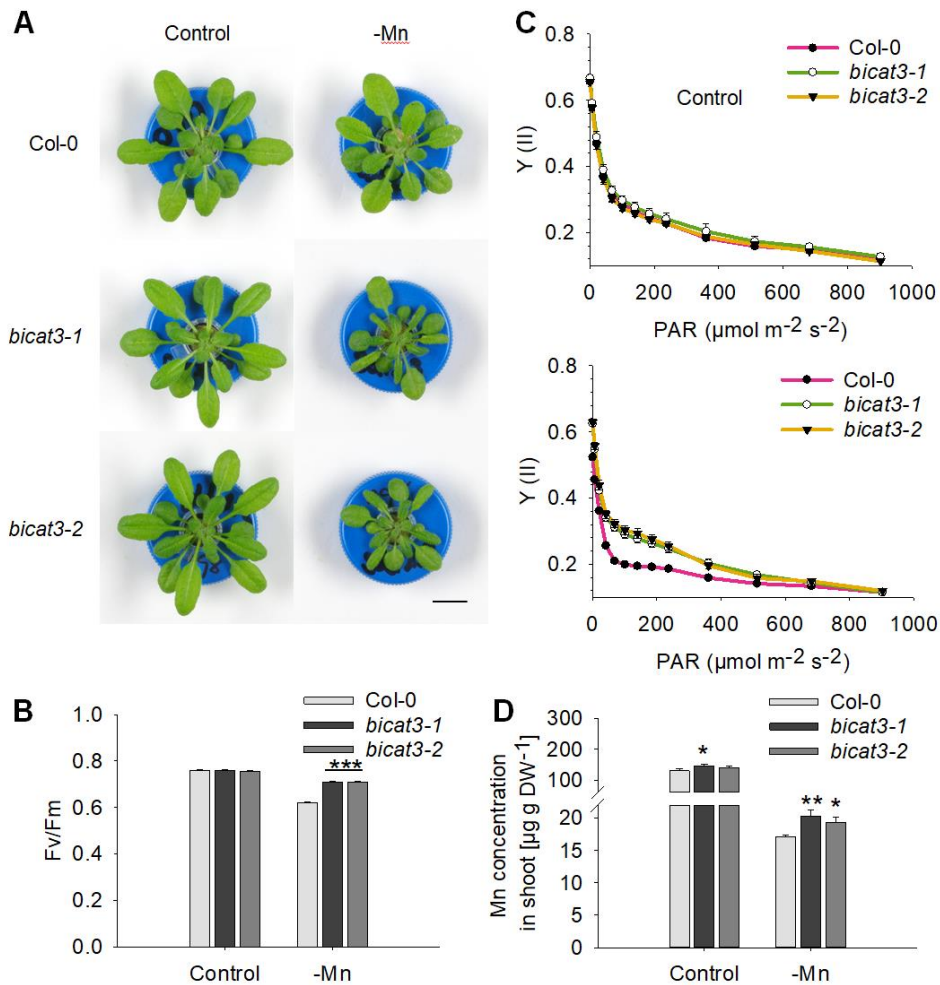 A
Control
-Mn
Col-0
bicat3-1
bicat3-2
C
0.8
0.6
0.4
0.2
Y (II)
Control
Col-0
bicat3-1
bicat3-2
0 200 400 600 800 1000
PAR (µmol m-2 s-2)
0.8
0.6
0.4
0.2
Y (II)
Col-0
bicat3-1
bicat3-2
0 200 400 600 800 1000
PAR (µmol m-2 s-2)
B
Col-0
bicat3-1
bicat3-2
1.0
0.8
0.6
0.4
0.2
0.0
Fv/Fm
***
Control -Mn
D
Col-0
bicat3-1
bicat3-2
300
200
100
20
15
10
5
0
Mn concentration
in shoot [µg g DW-1]
*
** *
Control -Mn